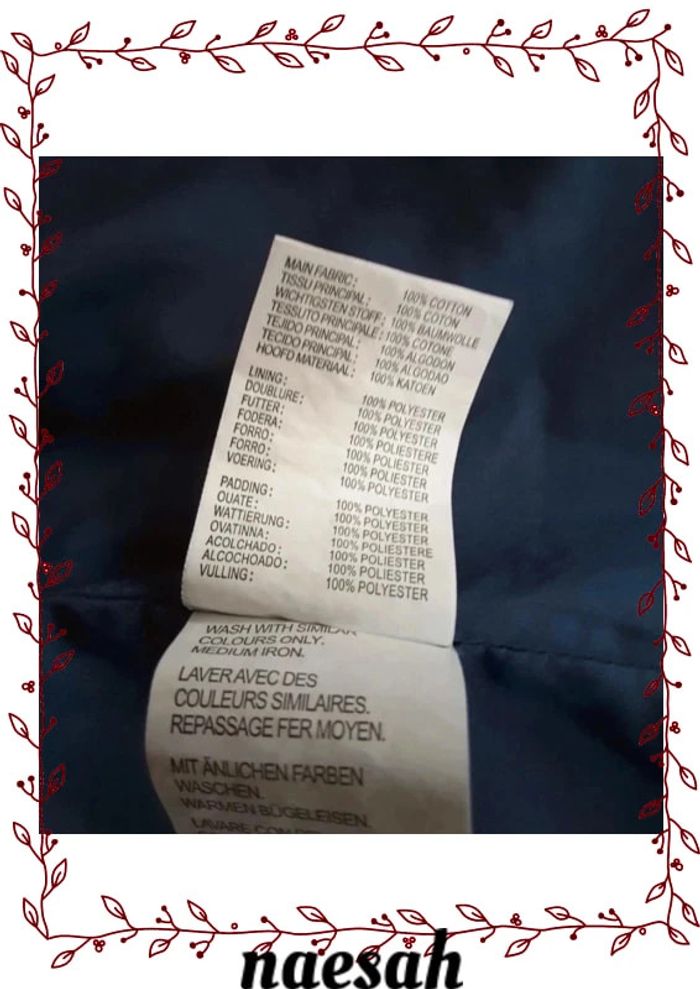 MAIN FABRIC: 100% COTTON
TISSU PRINCIPAL: 100% COTON
WICHTIGSTEN STOFF: 100% BAUMWOLLE
TESSUTO PRINCIPALE: 100% COTONE
TEJIDO PRINCIPAL: 100% ALGODON
TECIDO PRINCIPAL: 100% ALGODAO
HOOFD MATERIAAL: 100% KATOEN
LINING: 100% POLYESTER
DOUBLURE: 100% POLYESTER
FUTTER: 100% POLYESTER
FODERA: 100% POLIESTERE
FORRO: 100% POLIESTER
FORRO: 100% POLIESTER
VOERING: 100% POLYESTER
PADDING: 100% POLYESTER
OUATE: 100% POLYESTER
WATTIERUNG: 100% POLYESTER
OVATINNA: 100% POLIESTERE
ACOLCHADO: 100% POLIESTER
ALCOCHOADO: 100% POLIESTER
VULLING: 100% POLYESTER
WASH WITH SIMILAR
COLOURS ONLY.
MEDIUM IRON.
LAVER AVEC DES
COULEURS SIMILAIRES.
REPASSAGE FER MOYEN.
MIT ÄNLICHEN FARBEN
WASCHEN.
WARMEN BÜGELEISEN.
LAVARE CON
naesah